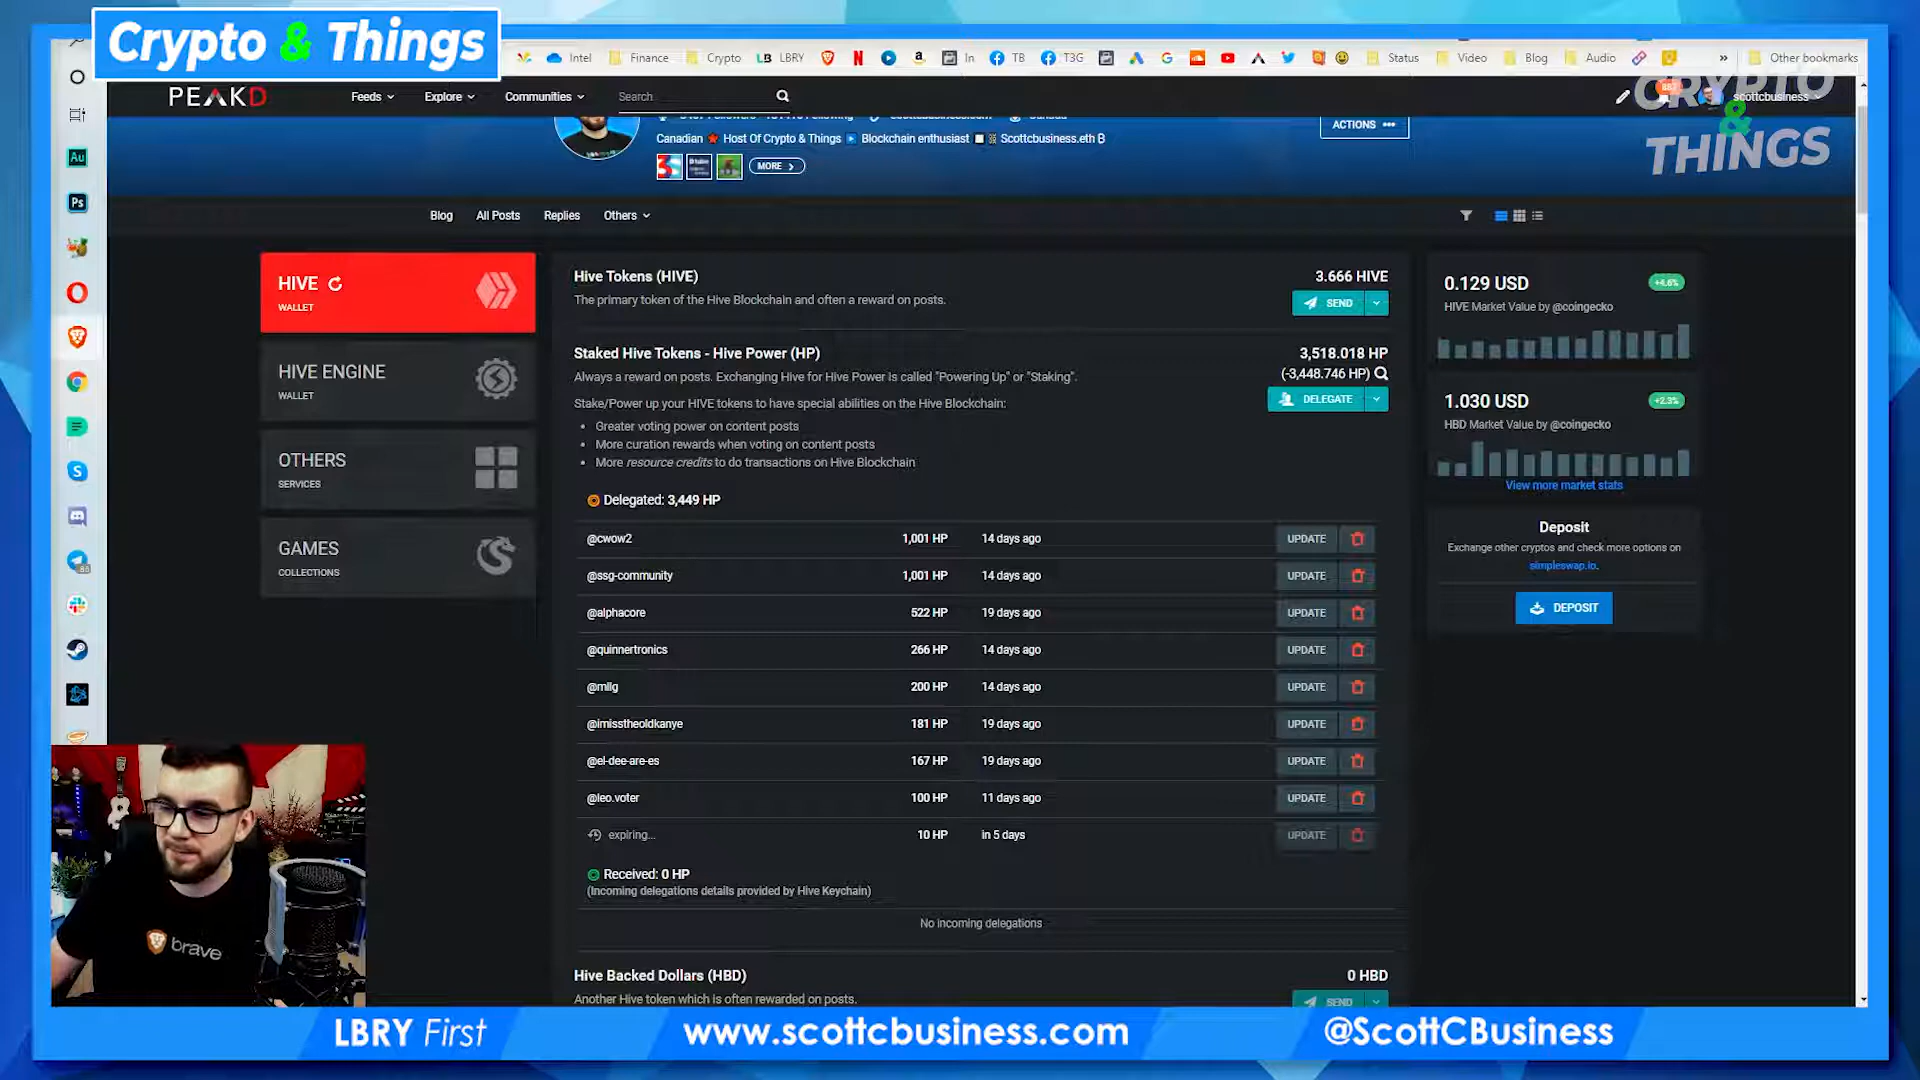 Crypto & Things
Intel
Finance
Crypto
LB LBRY
In
TB
T3G
Status
Video
Blog
Audio
»
Other bookmarks
PEAKD
Feeds
Explore
Communities
Search
scottcbusiness
CRYPTO
&
THINGS
Canadian
Host Of Crypto & Things
Blockchain enthusiast
Scottcbusiness.eth
ACTIONS
MORE
Blog
All Posts
Replies
Others
HIVE
WALLET
HIVE ENGINE
WALLET
OTHERS
SERVICES
GAMES
COLLECTIONS
Hive Tokens (HIVE)
3.666 HIVE
The primary token of the Hive Blockchain and often a reward on posts.
SEND
Staked Hive Tokens - Hive Power (HP)
3,518.018 HP
Always a reward on posts. Exchanging Hive for Hive Power is called "Powering Up" or "Staking".
(-3,448.746 HP)
DELEGATE
Stake/Power up your HIVE tokens to have special abilities on the Hive Blockchain:
• Greater voting power on content posts
• More curation rewards when voting on content posts
• More resource credits to do transactions on Hive Blockchain
Delegated: 3,449 HP
@cwow2 1,001 HP 14 days ago UPDATE
@ssg-community 1,001 HP 14 days ago UPDATE
@alphacore 522 HP 19 days ago UPDATE
@quinnertronics 266 HP 14 days ago UPDATE
@mllg 200 HP 14 days ago UPDATE
@imisstheoldkanye 181 HP 19 days ago UPDATE
@el-dee-are-es 167 HP 19 days ago UPDATE
@leo.voter 100 HP 11 days ago UPDATE
expiring... 10 HP in 5 days UPDATE
Received: 0 HP
(Incoming delegations details provided by Hive Keychain)
No incoming delegations
Hive Backed Dollars (HBD)
0 HBD
Another Hive token which is often rewarded on posts.
SEND
0.129 USD
+4.6%
HIVE Market Value by @coingecko
1.030 USD
+2.3%
HBD Market Value by @coingecko
View more market stats
Deposit
Exchange other cryptos and check more options on
simpleswap.io.
DEPOSIT
Au
Ps
brave
LBRY First
www.scottcbusiness.com
@ScottCBusiness